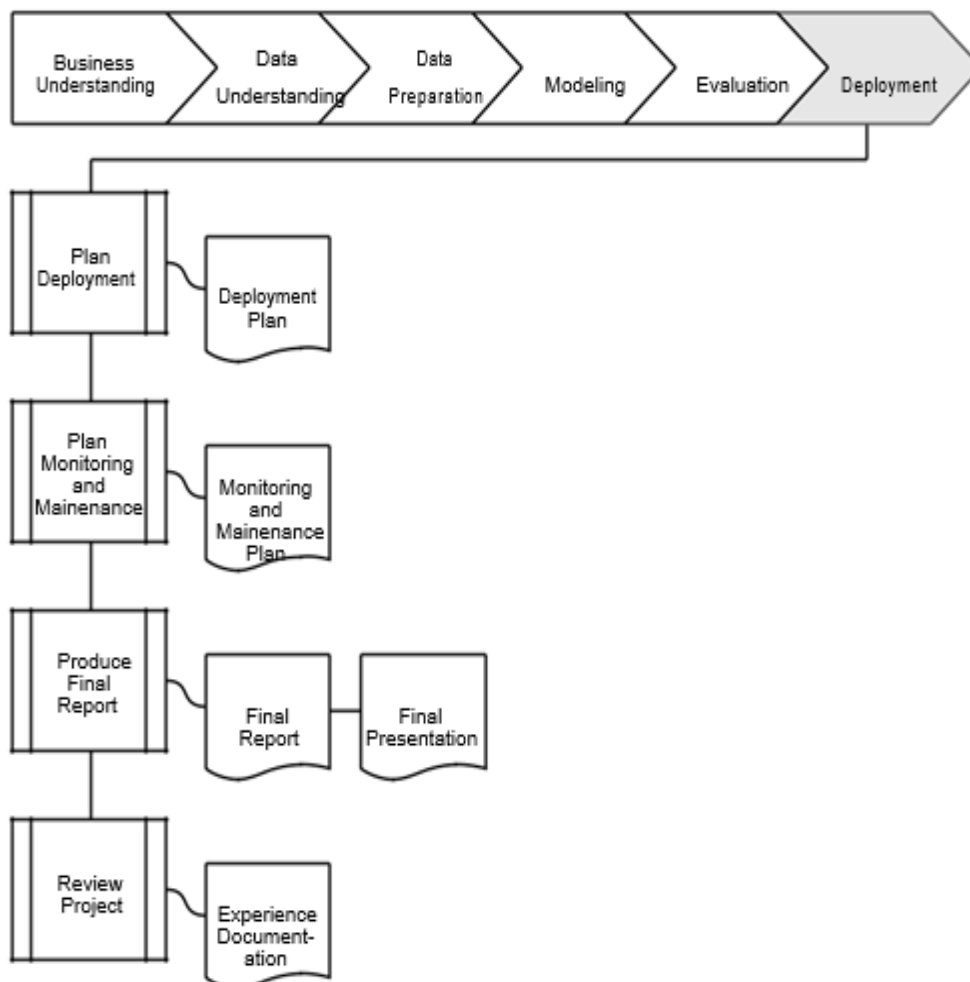 Business
Understanding
Data
Understanding
Data
Preparation
Modeling
Evaluation
Deployment
Plan
Deployment
Deployment
Plan
Plan
Monitoring
and
Mainenance
Monitoring
and
Mainenance
Plan
Produce
Final
Report
Final
Report
Final
Presentation
Review
Project
Experience
Document-
ation